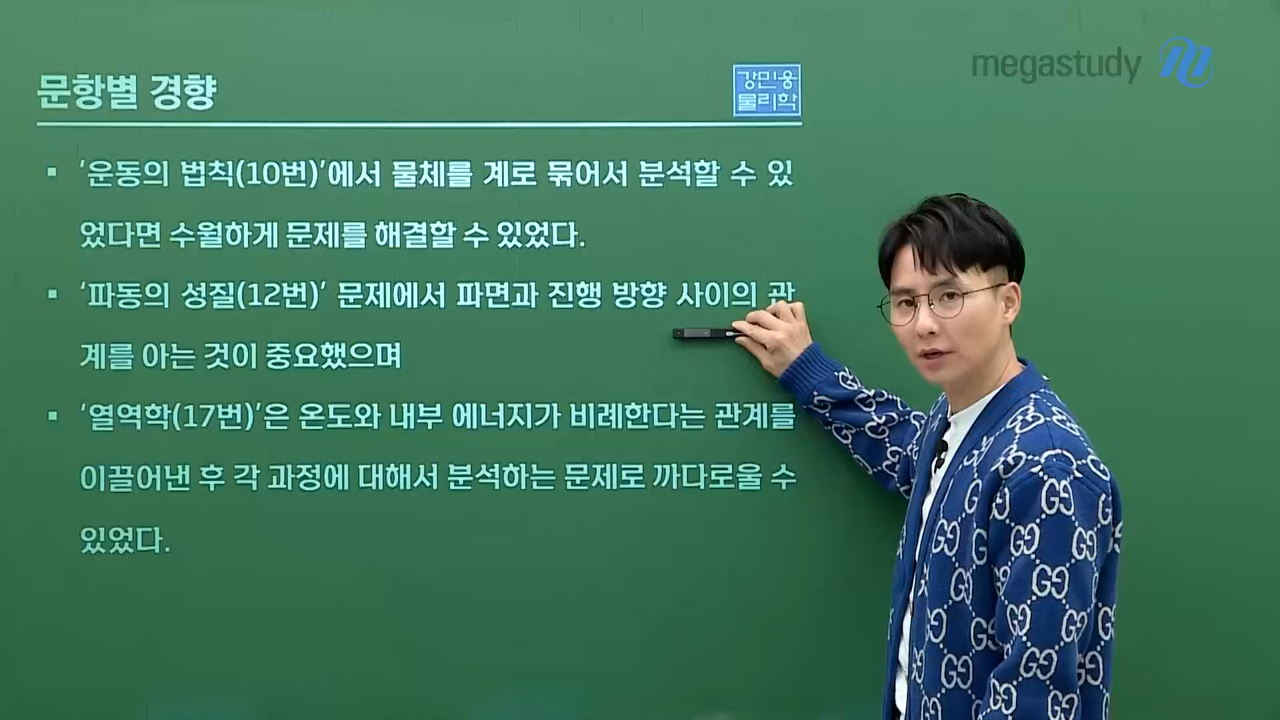 megastudy
문항별 경향
강민웅
물리학
'운동의 법칙(10번)'에서 물체를 계로 묶어서 분석할 수 있
었다면 수월하게 문제를 해결할 수 있었다.
'파동의 성질(12번)' 문제에서 파면과 진행 방향 사이의 관
계를 아는 것이 중요했으며
'열역학(17번)'은 온도와 내부 에너지가 비례한다는 관계를
이끌어낸 후 각 과정에 대해서 분석하는 문제로 까다로울 수
있었다.